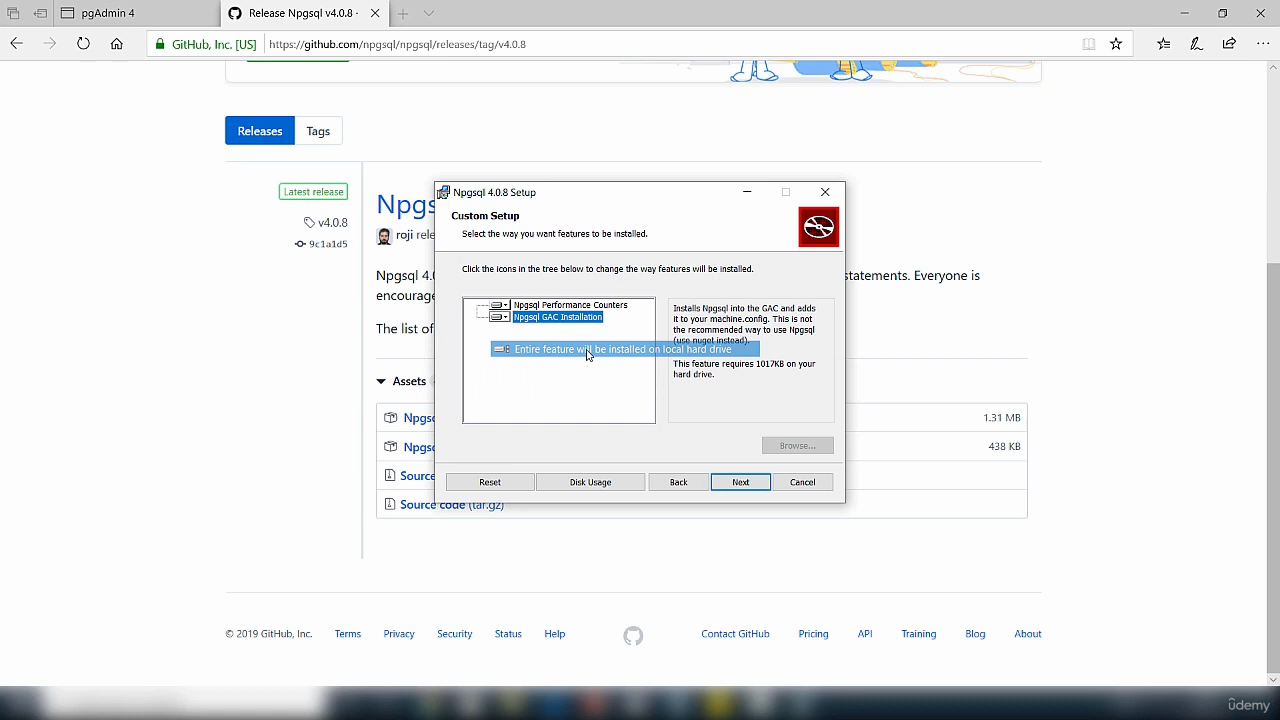 pgAdmin 4
Release Npgsql v4.0.8 -
GitHub, Inc. [US]
https://github.com/npgsql/npgsql/releases/tag/v4.0.8
Releases
Tags
Latest release
v4.0.8
9c1a1d5
Npgs
roji rele
Npgsql 4.0
statements. Everyone is
encourage
The list of
Assets
Npgsq
1.31 MB
Npgsq
438 KB
Source
Source code (tar.gz)
Npgsql 4.0.8 Setup
Custom Setup
Select the way you want features to be installed.
Click the icons in the tree below to change the way features will be installed.
Npgsql Performance Counters
Npgsql GAC Installation
Entire feature will be installed on local hard drive
Installs Npgsql into the GAC and adds
it to your machine.config. This is not
the recommended way to use Npgsql
(use nuget instead).
This feature requires 1017KB on your
hard drive.
Browse...
Reset
Disk Usage
Back
Next
Cancel
© 2019 GitHub, Inc.
Terms
Privacy
Security
Status
Help
Contact GitHub
Pricing
API
Training
Blog
About
ûdemy